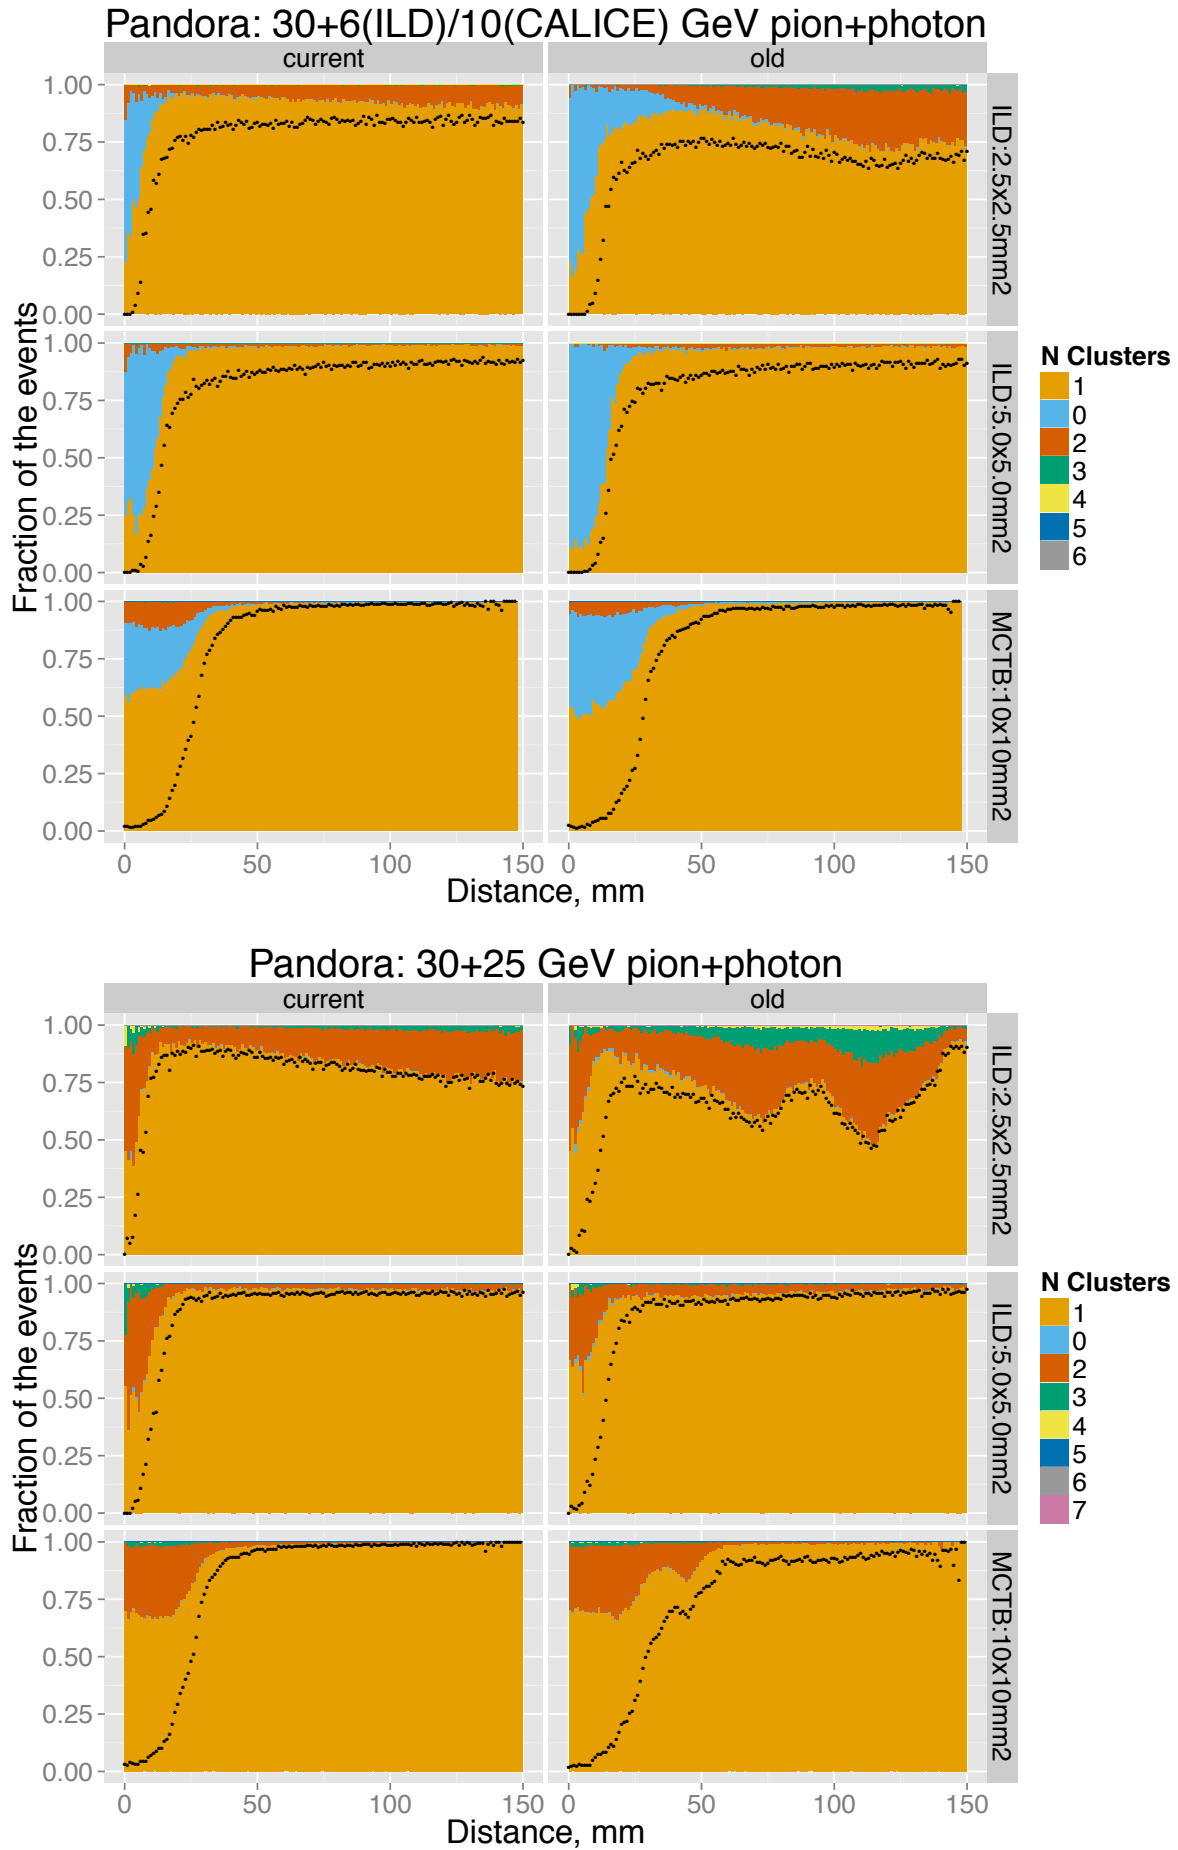 Pandora: 30+6(ILD)/10(CALICE) GeV pion+photon
current
old
1.00
0.75
0.50
0.25
0.00
ILD:2.5x2.5mm2
1.00
0.75
0.50
0.25
0.00
ILD:5.0x5.0mm2
1.00
0.75
0.50
0.25
0.00
MCTB:10x10mm2
Fraction of the events
0 50 100 150
0 50 100 150
Distance, mm
N Clusters
1
0
2
3
4
5
6
Pandora: 30+25 GeV pion+photon
current
old
1.00
0.75
0.50
0.25
0.00
ILD:2.5x2.5mm2
1.00
0.75
0.50
0.25
0.00
ILD:5.0x5.0mm2
1.00
0.75
0.50
0.25
0.00
MCTB:10x10mm2
Fraction of the events
0 50 100 150
0 50 100 150
Distance, mm
N Clusters
1
0
2
3
4
5
6
7